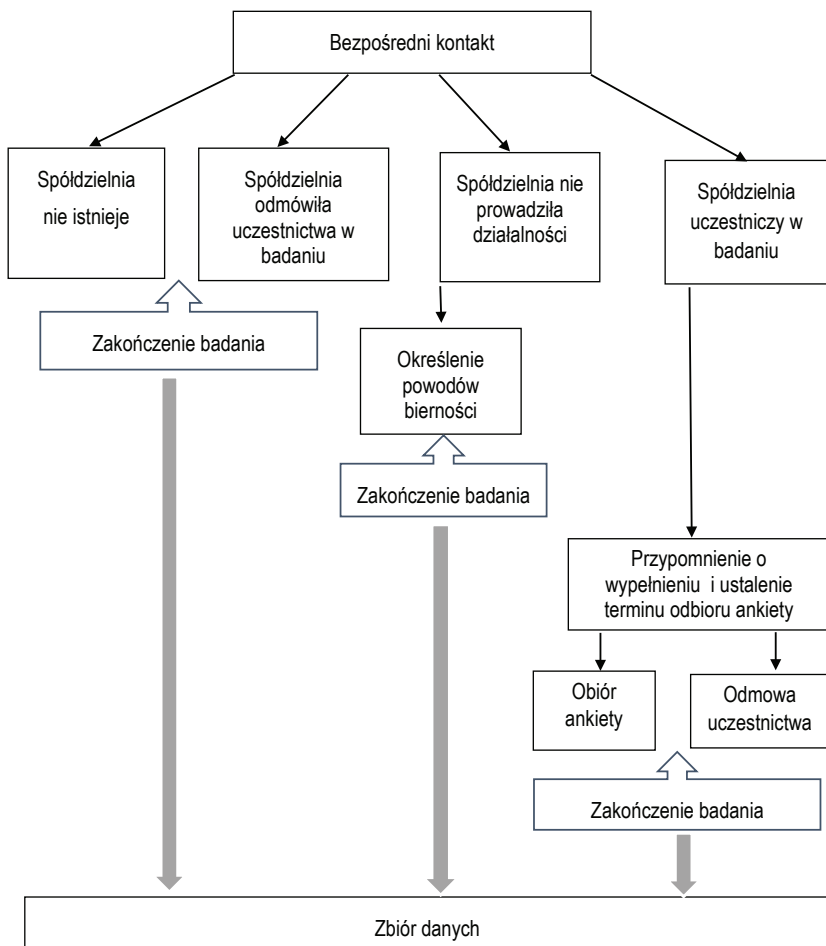 Bezpośredni kontakt
Spółdzielnia
nie istnieje
Spółdzielnia
odmówiła
uczestnictwa w
badaniu
Spółdzielnia nie
prowadziła
działalności
Spółdzielnia
uczestniczy w
badaniu
Zakończenie badania
Określenie
powodów
bierności
Zakończenie badania
Przypomnienie o
wypełnieniu i ustalenie
terminu odbioru ankiety
Obiór
ankiety
Odmowa
uczestnictwa
Zakończenie badania
Zbiór danych